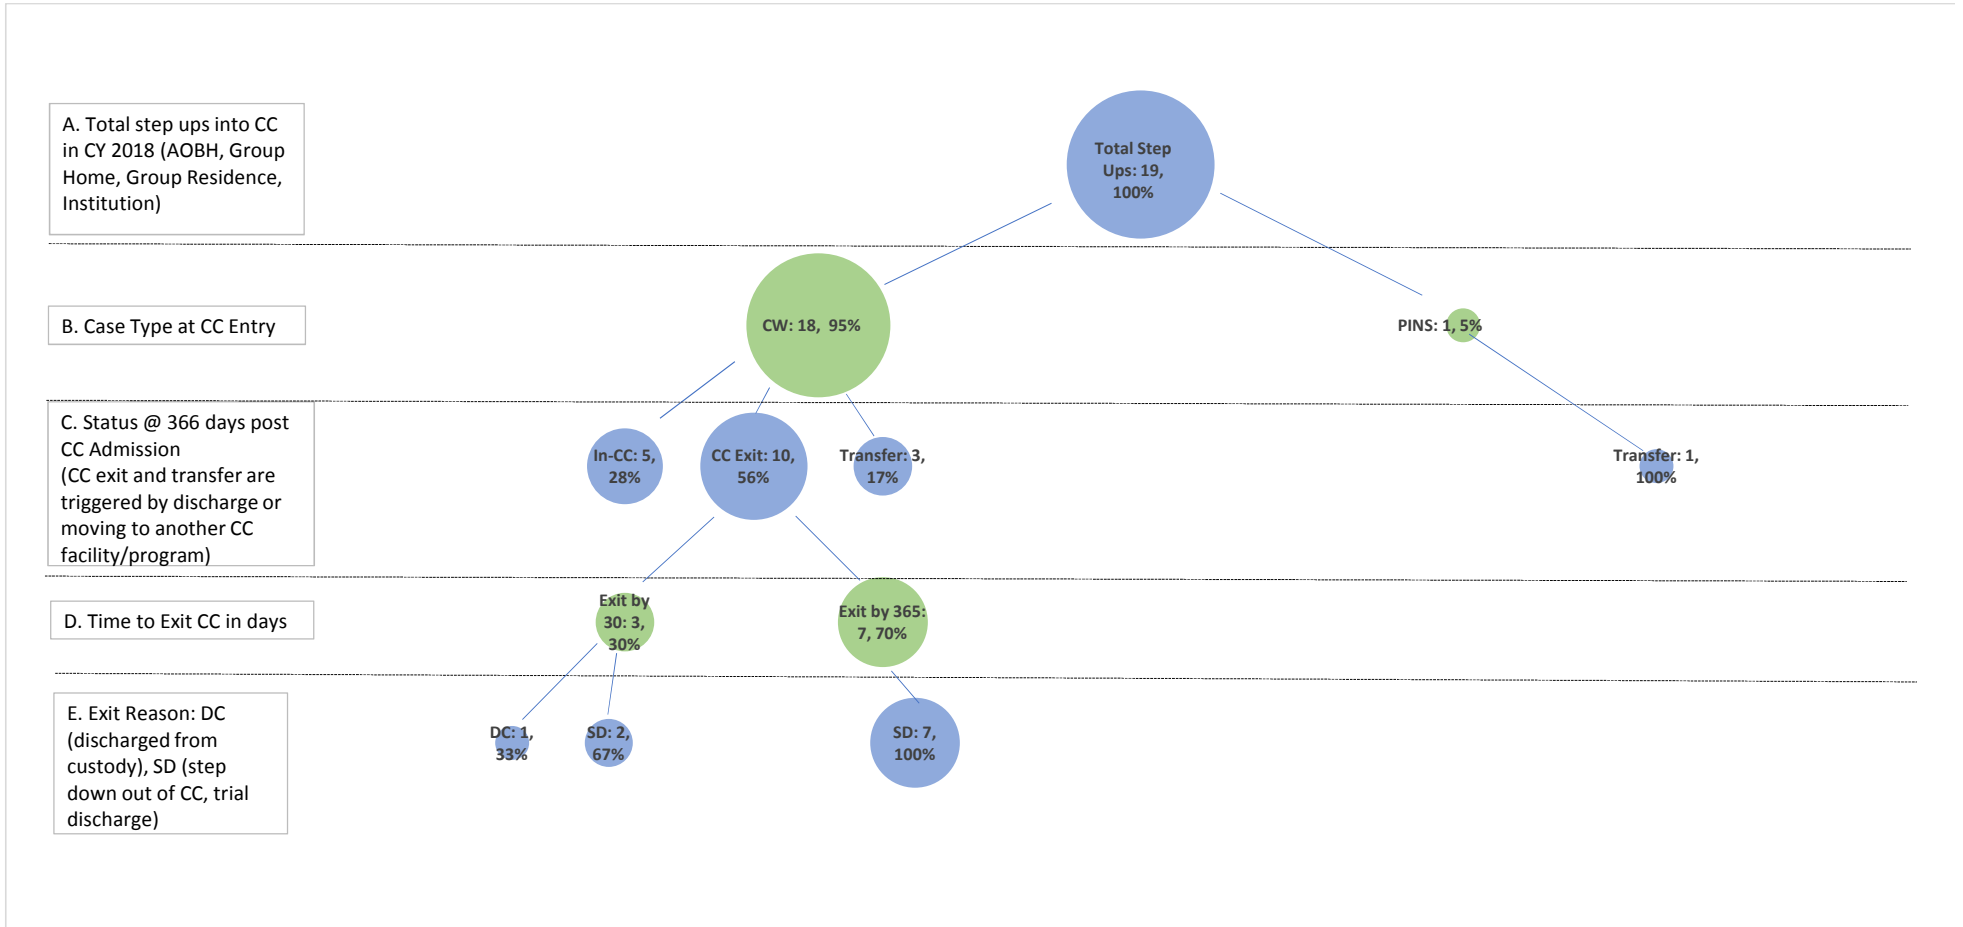 A. Total step ups into CC
in CY 2018 (AOBH, Group
Home, Group Residence,
Institution)
Total Step
Ups: 19,
100%
B. Case Type at CC Entry
CW: 18,  95%
PINS: 1, 5%
C. Status @ 366 days post
CC Admission
(CC exit and transfer are
triggered by discharge or
moving to another CC
facility/program)
In-CC: 5,
28%
CC Exit: 10,
56%
Transfer: 3,
17%
Transfer: 1,
100%
D. Time to Exit CC in days
Exit by
30: 3,
30%
Exit by 365:
7, 70%
E. Exit Reason: DC
(discharged from
custody), SD (step
down out of CC, trial
discharge)
DC: 1,
33%
SD: 2,
67%
SD: 7,
100%